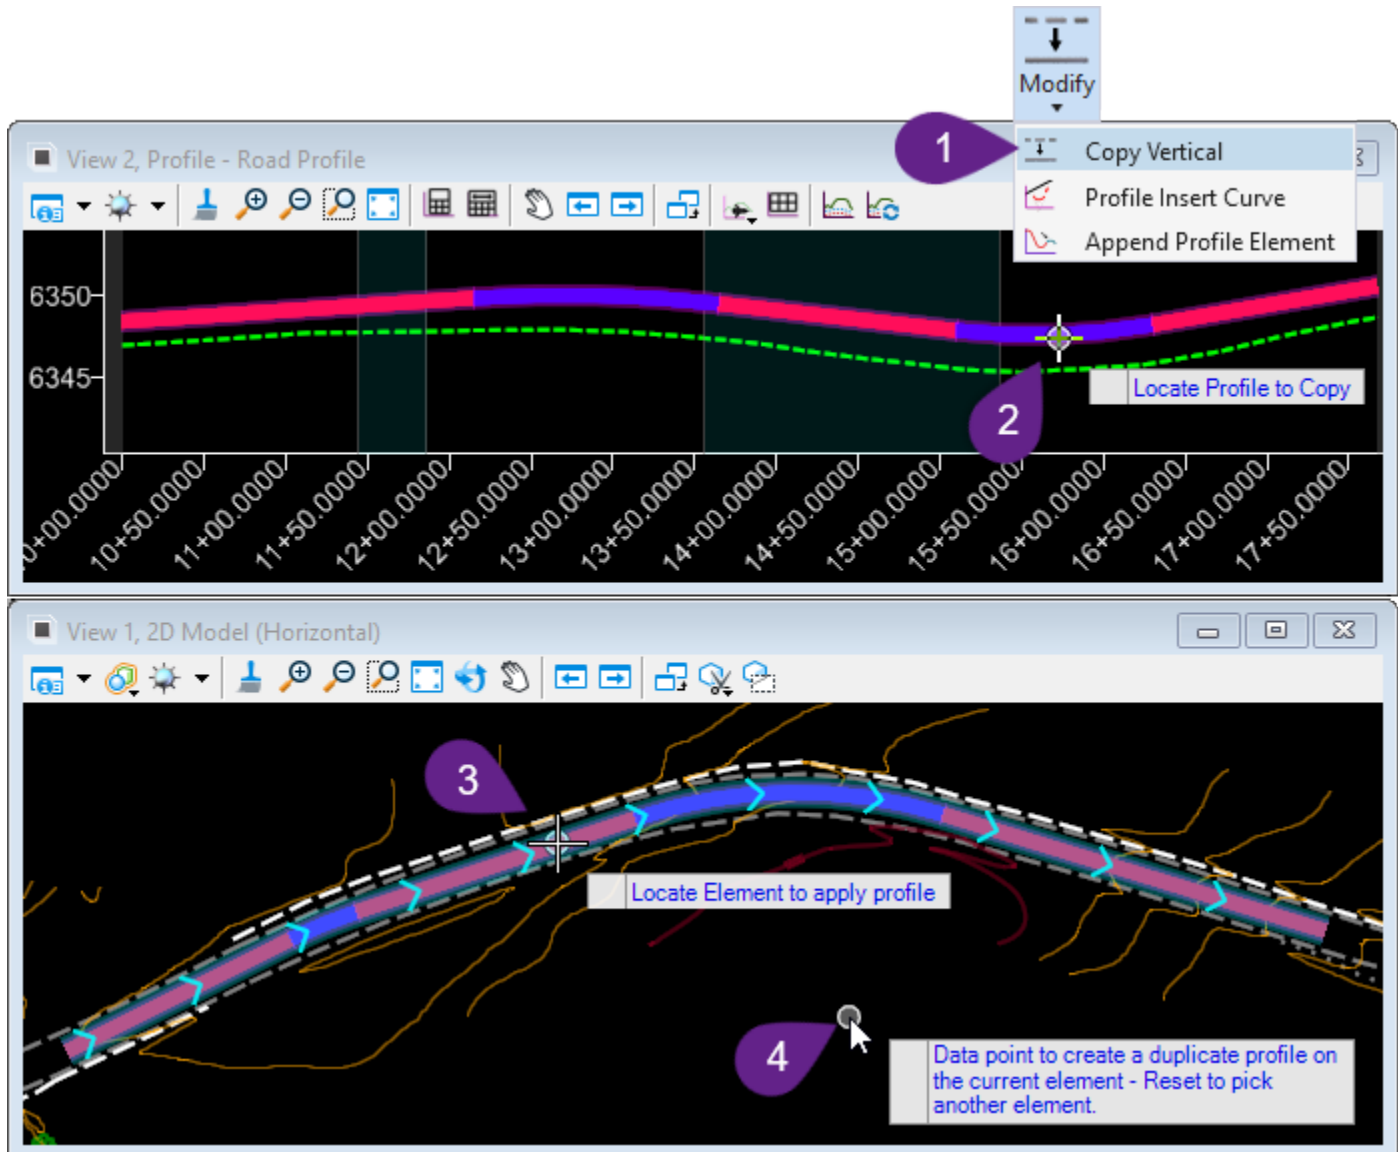 Modify
1
Copy Vertical
View 2, Profile - Road Profile
Profile Insert Curve
Append Profile Element
6350
6345
Locate Profile to Copy
2
10+50.0000
11+00.0000
11+50.0000
12+00.0000
12+50.0000
13+00.0000
13+50.0000
14+00.0000
14+50.0000
15+00.0000
15+50.0000
16+00.0000
16+50.0000
17+00.0000
17+50.0000
View 1, 2D Model (Horizontal)
3
Locate Element to apply profile
4
Data point to create a duplicate profile on
the current element - Reset to pick
another element.